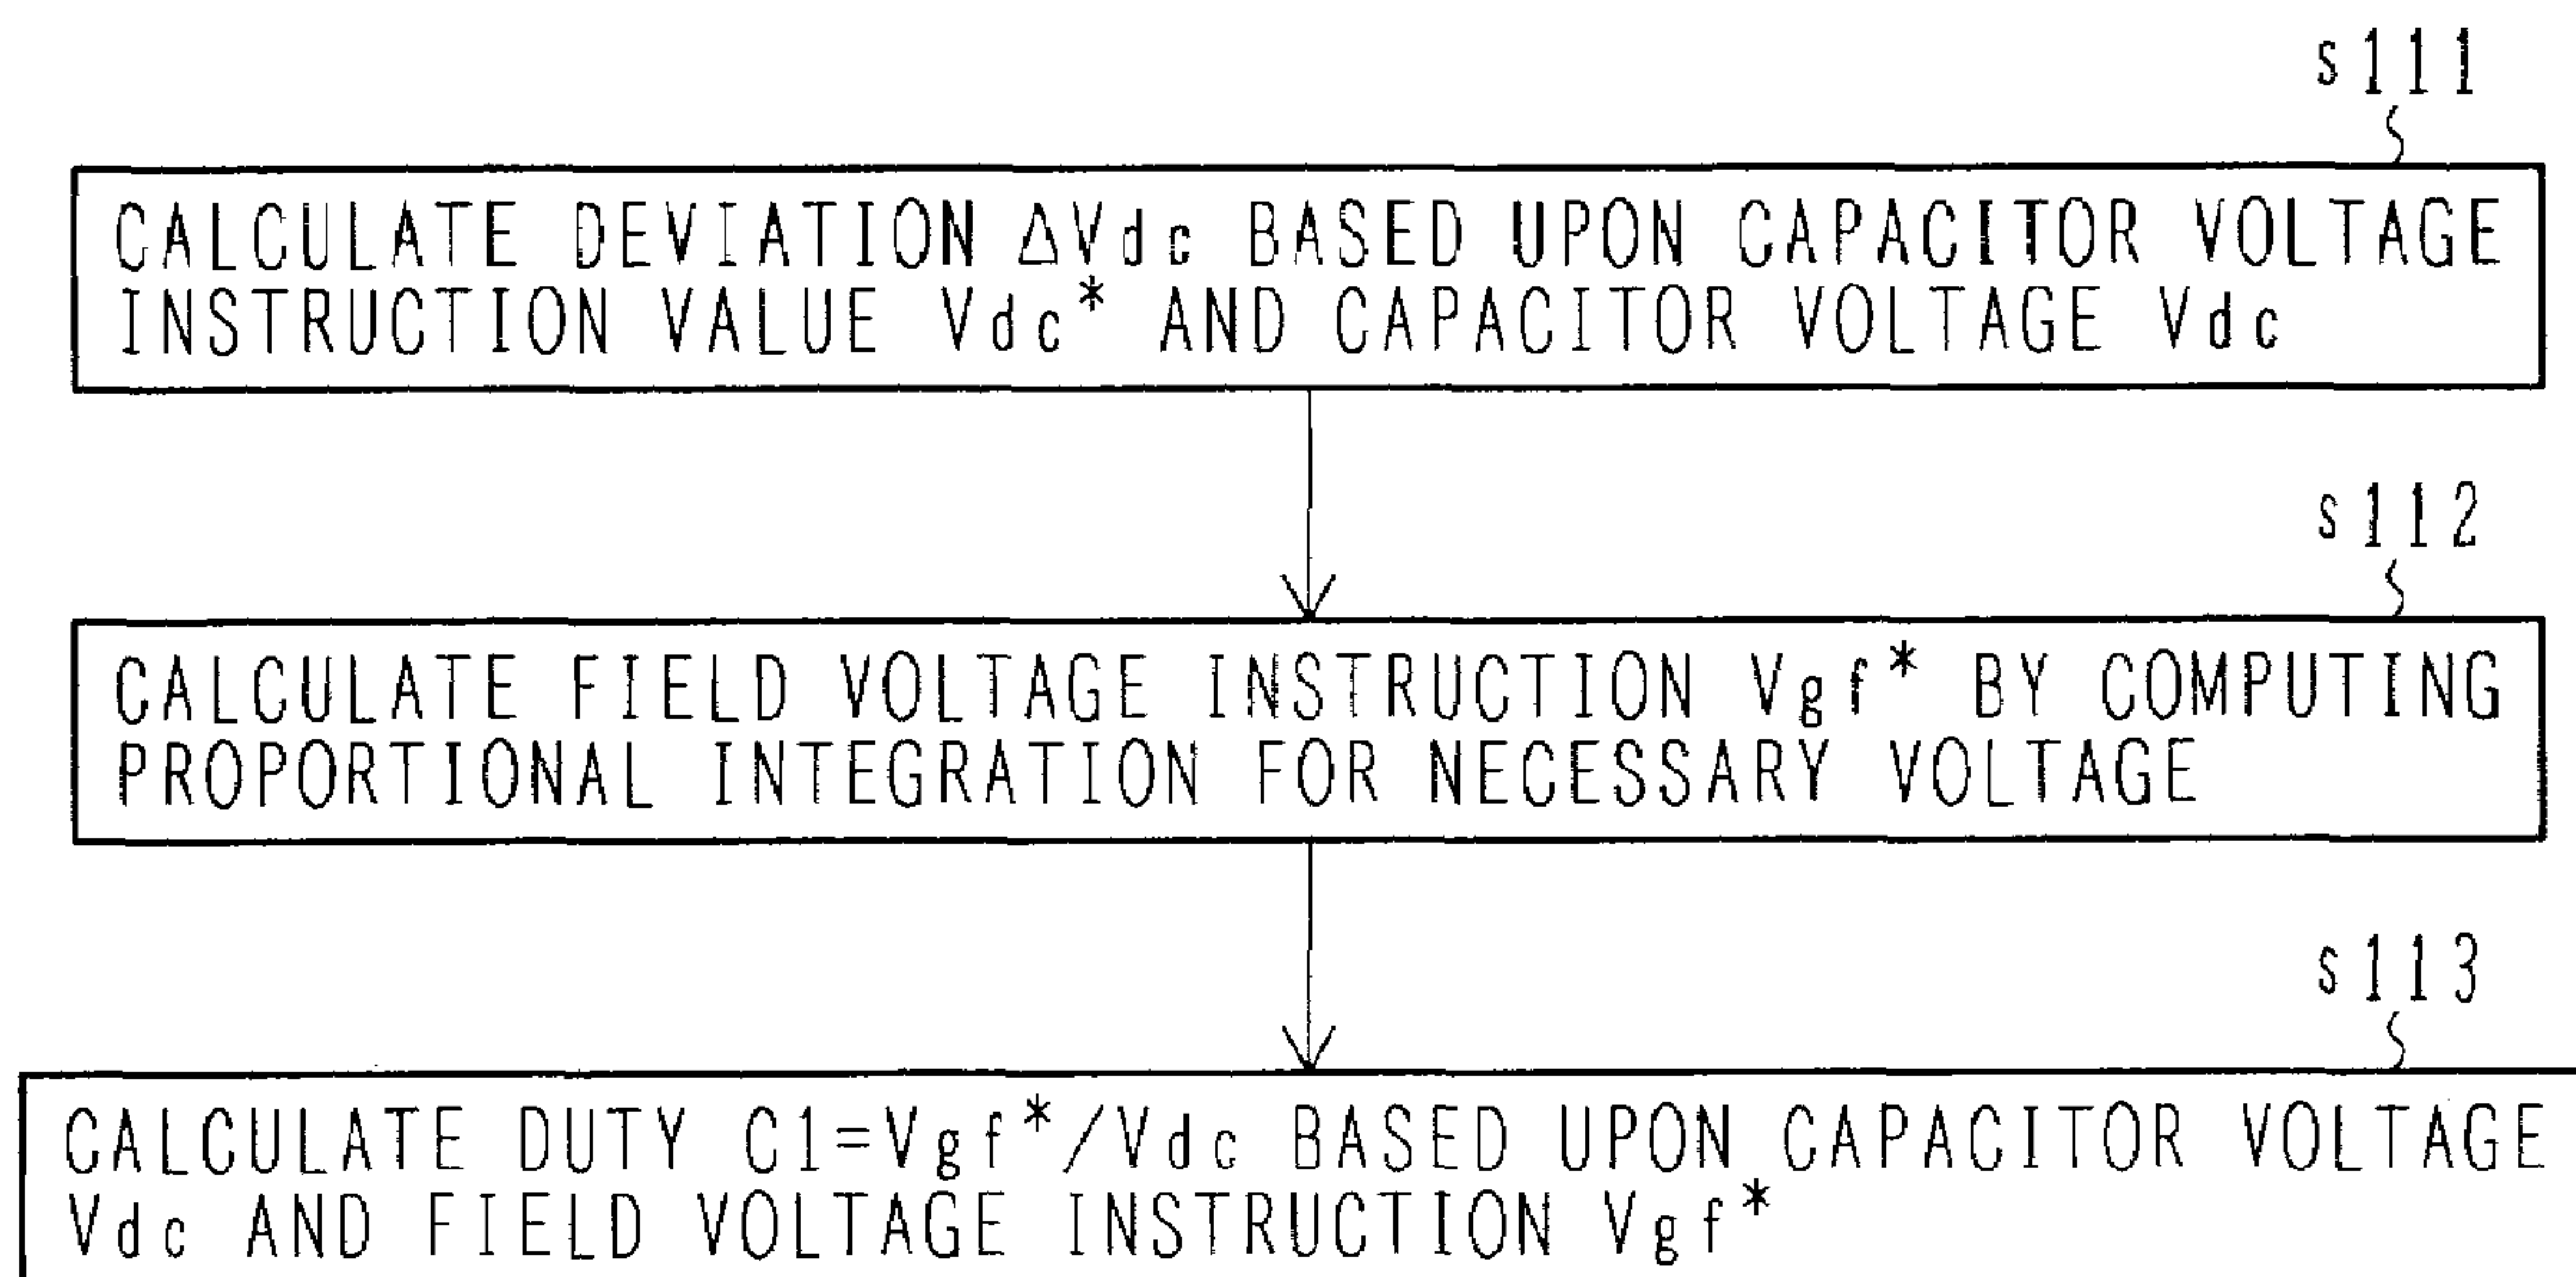 s111
CALCULATE DEVIATION ΔVdc BASED UPON CAPACITOR VOLTAGE
INSTRUCTION VALUE Vdc* AND CAPACITOR VOLTAGE Vdc
s112
CALCULATE FIELD VOLTAGE INSTRUCTION Vgf* BY COMPUTING
PROPORTIONAL INTEGRATION FOR NECESSARY VOLTAGE
s113
CALCULATE DUTY C1=Vgf*/Vdc BASED UPON CAPACITOR VOLTAGE
Vdc AND FIELD VOLTAGE INSTRUCTION Vgf*